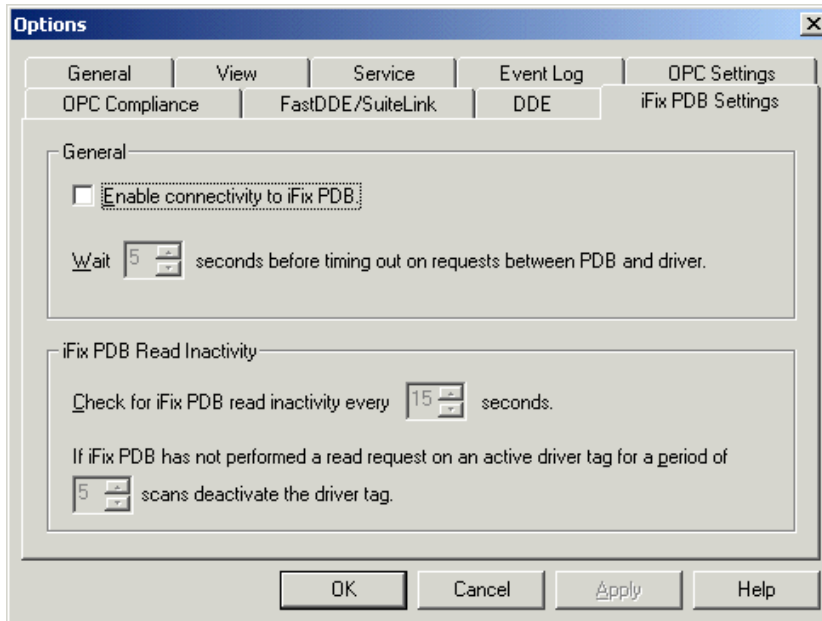 Options
General View Service Event Log OPC Settings
OPC Compliance FastDDE/SuiteLink DDE iFix PDB Settings
General
Enable connectivity to iFix PDB.
Wait 5 seconds before timing out on requests between PDB and driver.
iFix PDB Read Inactivity
Check for iFix PDB read inactivity every 15 seconds.
If iFix PDB has not performed a read request on an active driver tag for a period of
5 scans deactivate the driver tag.
OK Cancel Apply Help